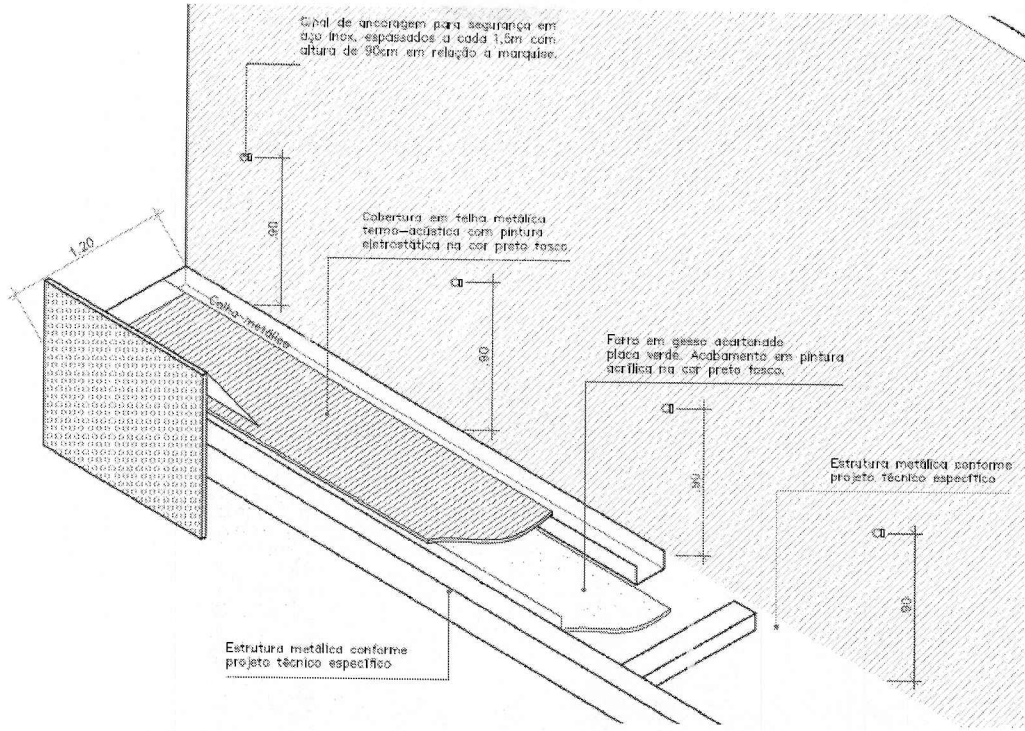 Ginal de ancoragem para segurança em
aço inox, espassados a cada 1,5m com
altura de 90cm em relação a marquise.
.90
1.20
Cobertura em telha metálica
termo-acústica com pintura
eletrostática na cor preto fosco.
Calha metálica
.90
Forro em gesso acartonado
placa verde. Acabamento em pintura
acrílica na cor preto fosco.
.90
Estrutura metálica conforme
projeto técnico específico
.90
Estrutura metálica conforme
projeto técnico específico